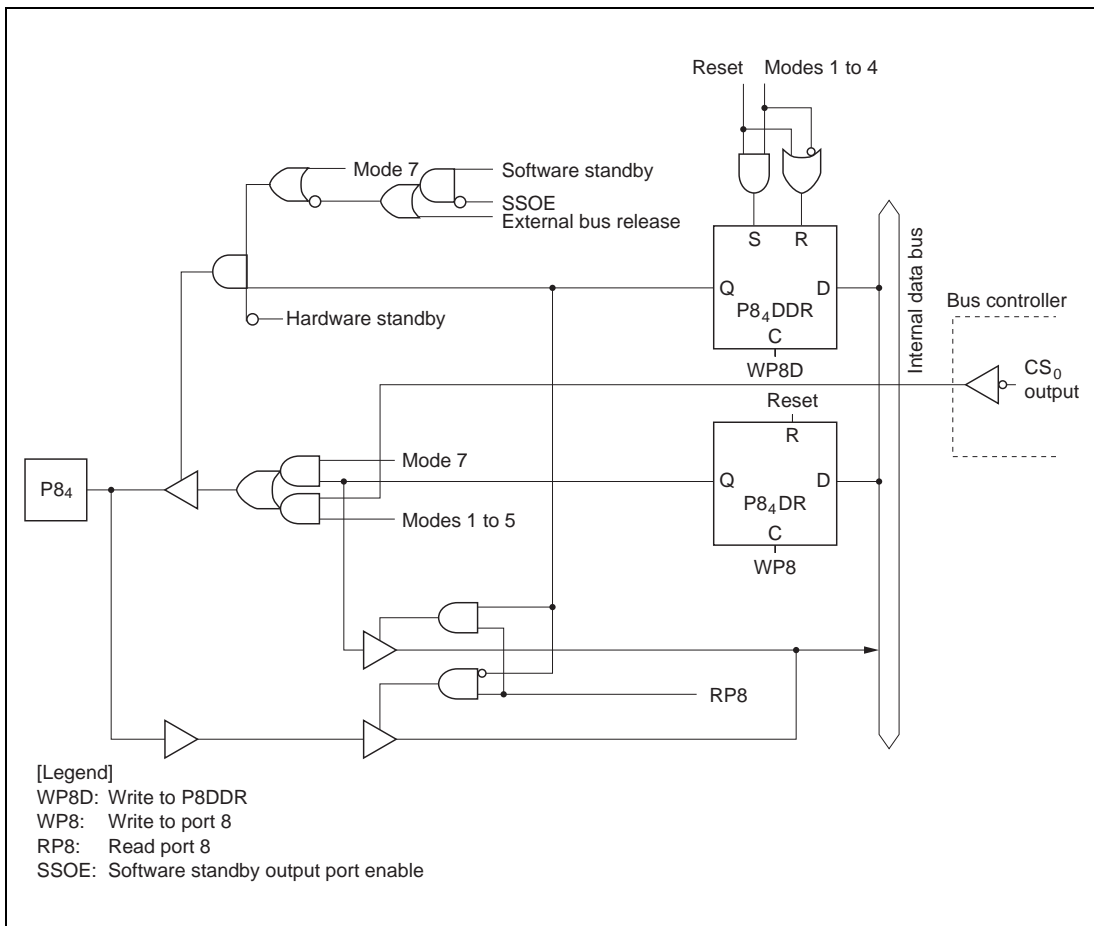 Reset Modes 1 to 4
Mode 7
Software standby
SSOE
External bus release
S R
Q D
P8₄DDR
C
WP8D
Hardware standby
Internal data bus
Bus controller
CS₀
output
Reset
R
Q D
P8₄DR
C
WP8
Mode 7
Modes 1 to 5
P8₄
RP8
[Legend]
WP8D: Write to P8DDR
WP8: Write to port 8
RP8: Read port 8
SSOE: Software standby output port enable